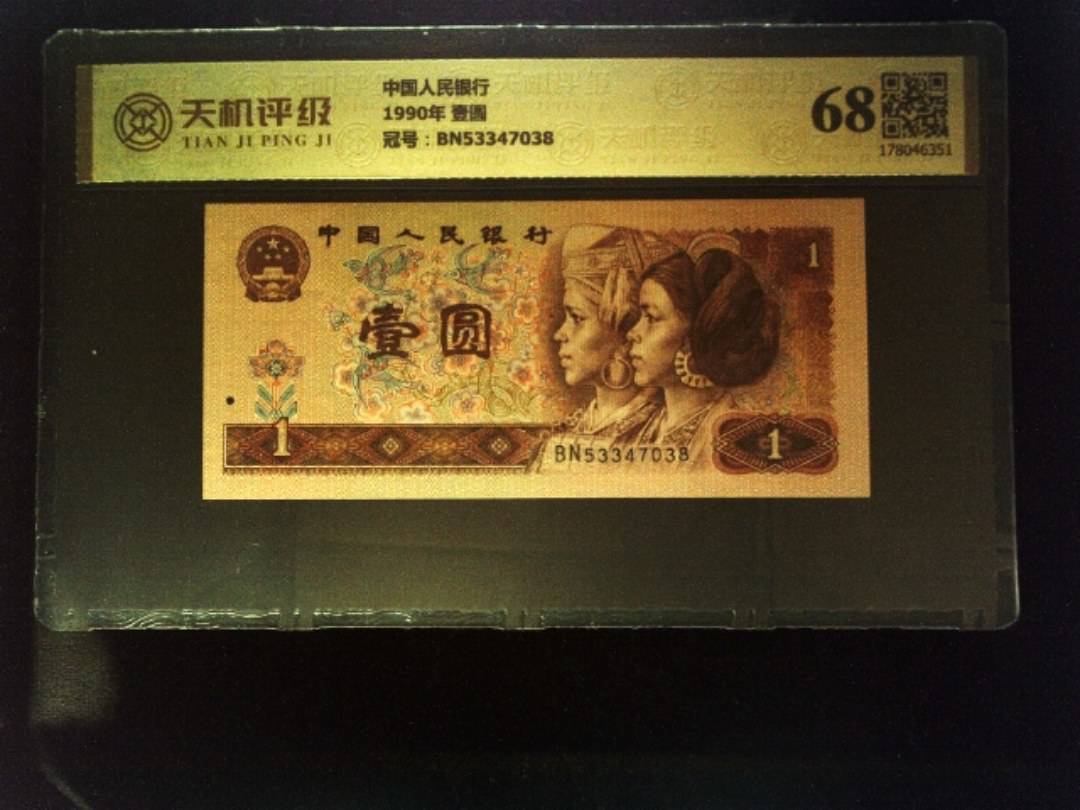 天机评级
TIAN JI PING JI
中国人民银行
1990年 壹圆
冠号：BN53347038
68
178046351
中国人民银行
1
壹圆
1
BN53347038
1